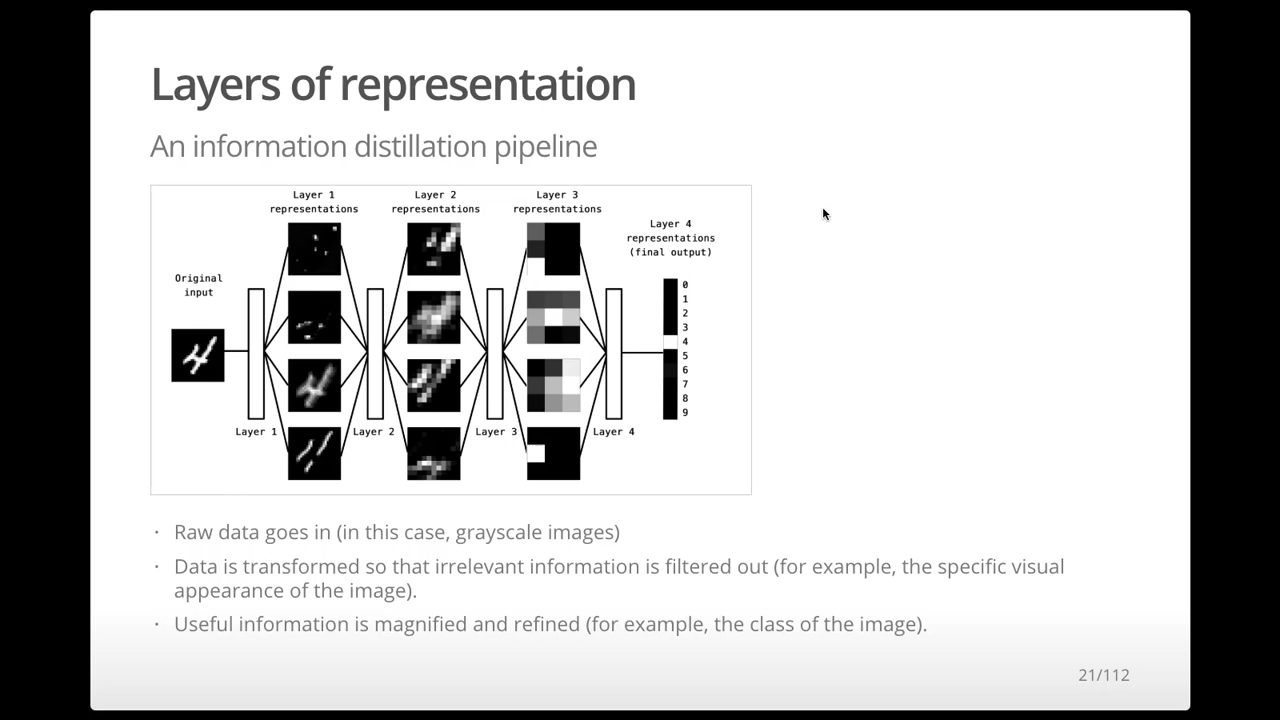 Layers of representation
An information distillation pipeline
Layer 1
representations
Layer 2
representations
Layer 3
representations
Layer 4
representations
(final output)
Original
input
0
1
2
3
4
5
6
7
8
9
Layer 1
Layer 2
Layer 3
Layer 4
· Raw data goes in (in this case, grayscale images)
· Data is transformed so that irrelevant information is filtered out (for example, the specific visual
appearance of the image).
· Useful information is magnified and refined (for example, the class of the image).
21/112